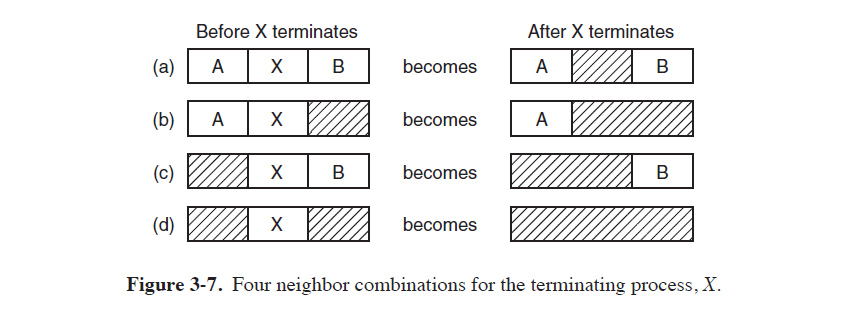 Before X terminates After X terminates
(a) A X B becomes A B
(b) A X becomes A
(c) X B becomes B
(d) X becomes
Figure 3-7. Four neighbor combinations for the terminating process, X.